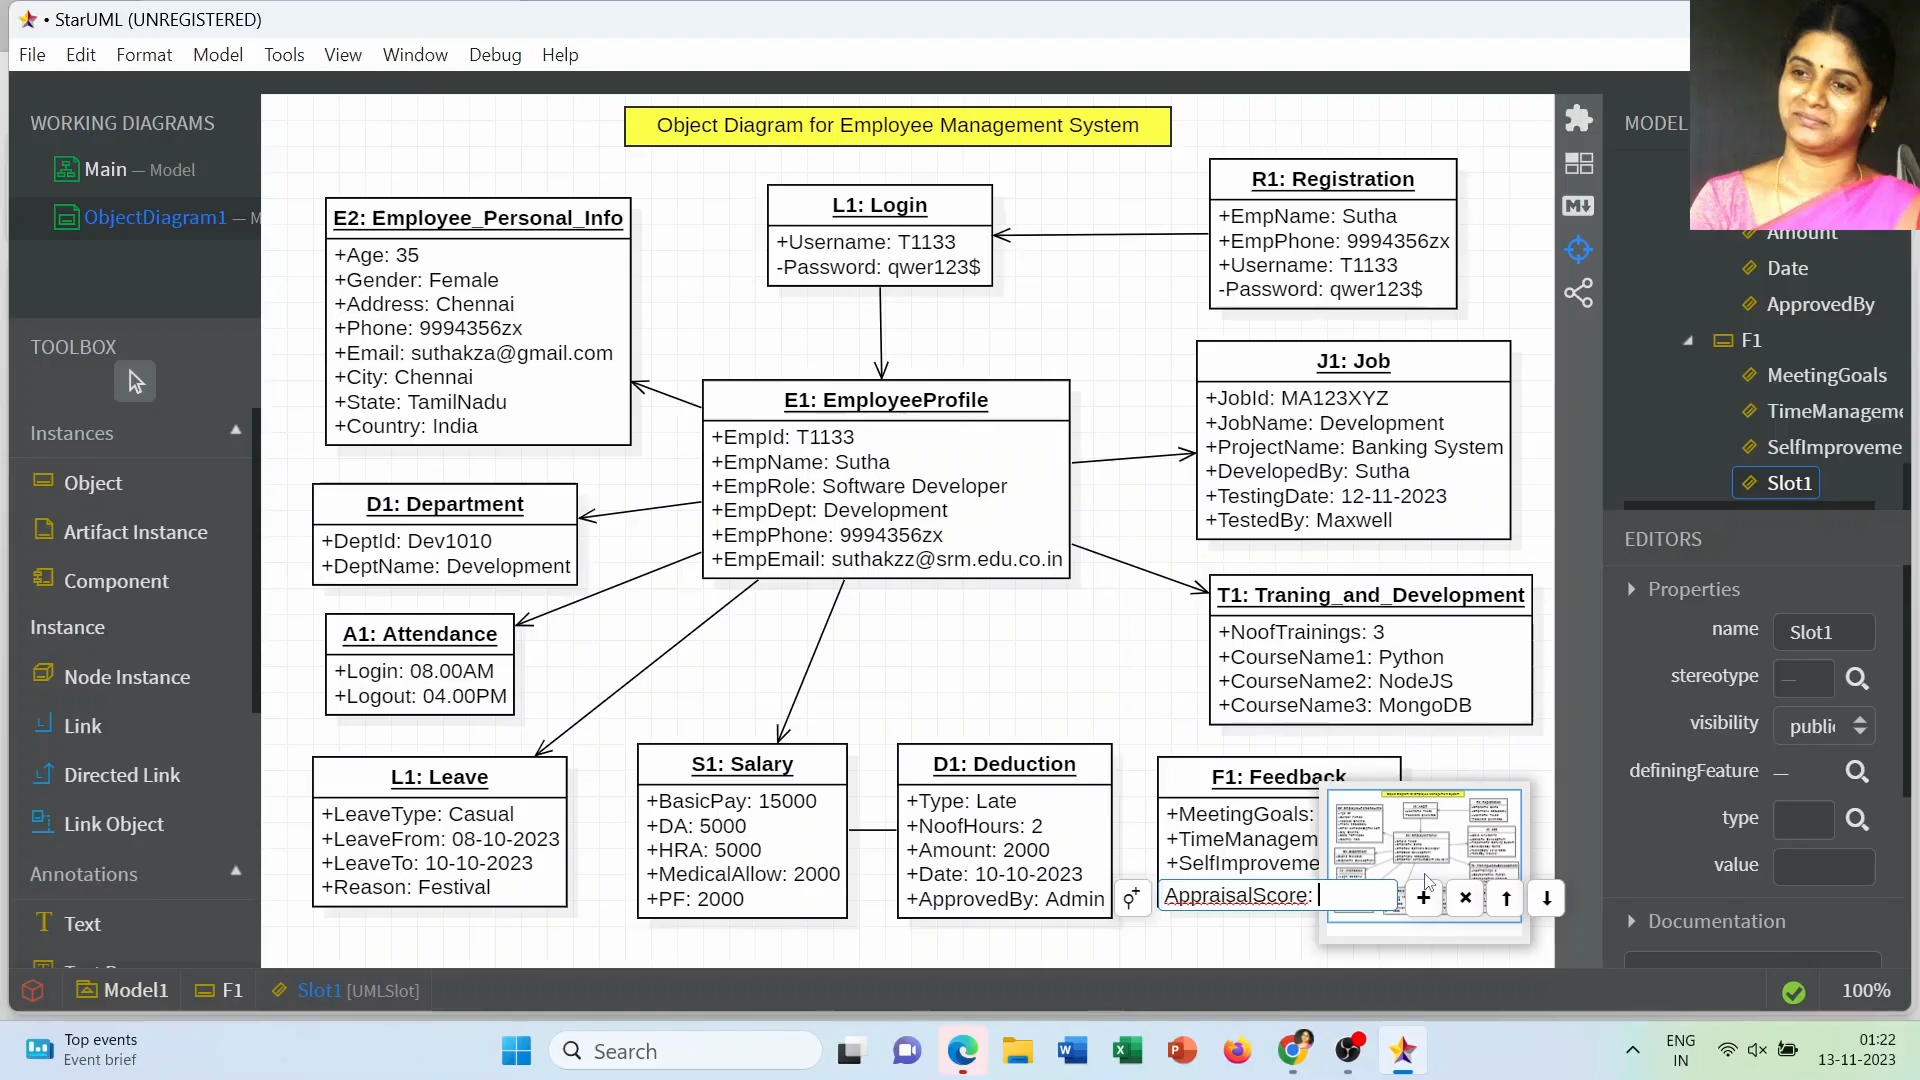 StarUML (UNREGISTERED)
File Edit Format Model Tools View Window Debug Help
WORKING DIAGRAMS
Main — Model
ObjectDiagram1 — M
TOOLBOX
Instances
Object
Artifact Instance
Component
Instance
Node Instance
Link
Directed Link
Link Object
Annotations
Text
Object Diagram for Employee Management System
E2: Employee_Personal_Info
+Age: 35
+Gender: Female
+Address: Chennai
+Phone: 9994356zx
+Email: suthakza@gmail.com
+City: Chennai
+State: TamilNadu
+Country: India
L1: Login
+Username: T1133
-Password: qwer123$
R1: Registration
+EmpName: Sutha
+EmpPhone: 9994356zx
+Username: T1133
-Password: qwer123$
E1: EmployeeProfile
+EmpId: T1133
+EmpName: Sutha
+EmpRole: Software Developer
+EmpDept: Development
+EmpPhone: 9994356zx
+EmpEmail: suthakzz@srm.edu.co.in
J1: Job
+JobId: MA123XYZ
+JobName: Development
+ProjectName: Banking System
+DevelopedBy: Sutha
+TestingDate: 12-11-2023
+TestedBy: Maxwell
D1: Department
+DeptId: Dev1010
+DeptName: Development
A1: Attendance
+Login: 08.00AM
+Logout: 04.00PM
T1: Traning_and_Development
+NoofTrainings: 3
+CourseName1: Python
+CourseName2: NodeJS
+CourseName3: MongoDB
L1: Leave
+LeaveType: Casual
+LeaveFrom: 08-10-2023
+LeaveTo: 10-10-2023
+Reason: Festival
S1: Salary
+BasicPay: 15000
+DA: 5000
+HRA: 5000
+MedicalAllow: 2000
+PF: 2000
D1: Deduction
+Type: Late
+NoofHours: 2
+Amount: 2000
+Date: 10-10-2023
+ApprovedBy: Admin
F1: Feedback
+MeetingGoals:
+TimeManagem
+SelfImproveme
AppraisalScore:
MODEL
Amount
Date
ApprovedBy
F1
MeetingGoals
TimeManageme
SelfImproveme
Slot1
EDITORS
Properties
name Slot1
stereotype —
visibility public
definingFeature —
type
value
Documentation
Model1 F1 Slot1 [UMLSlot]
100%
Top events
Event brief
Search
ENG
IN
01:22
13-11-2023